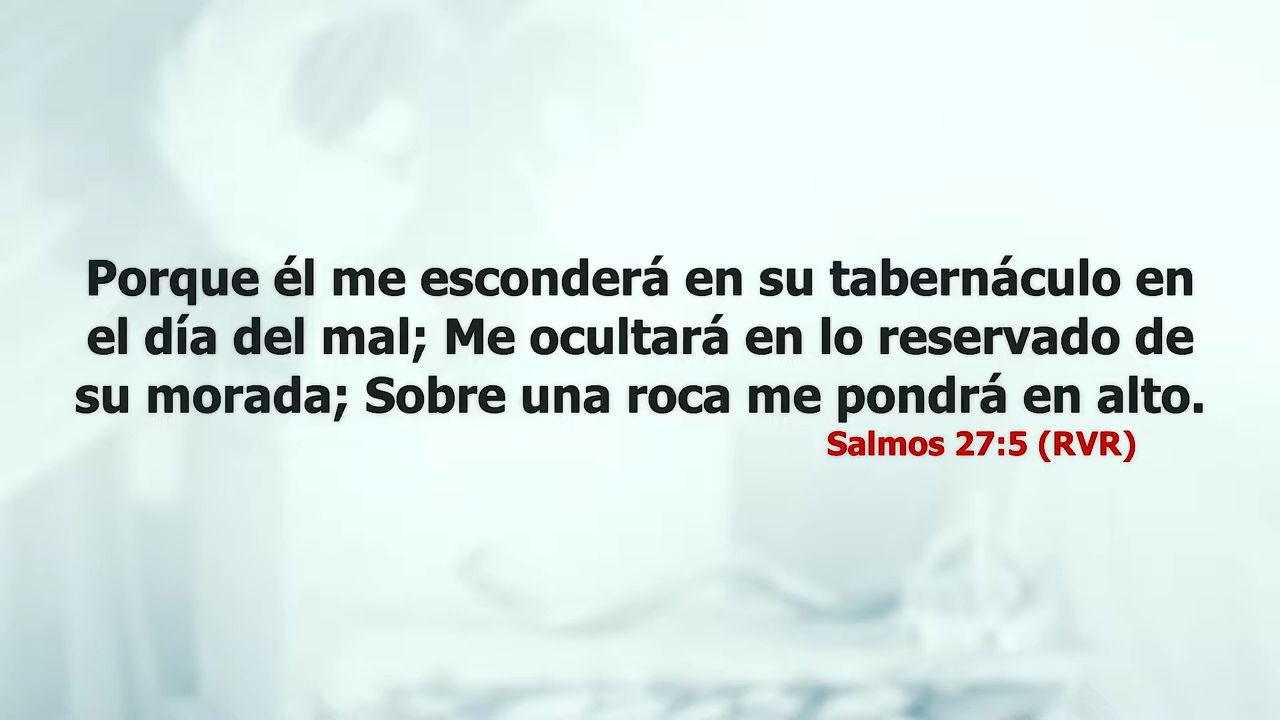 Porque él me esconderá en su tabernáculo en
el día del mal; Me ocultará en lo reservado de
su morada; Sobre una roca me pondrá en alto.
Salmos 27:5 (RVR)